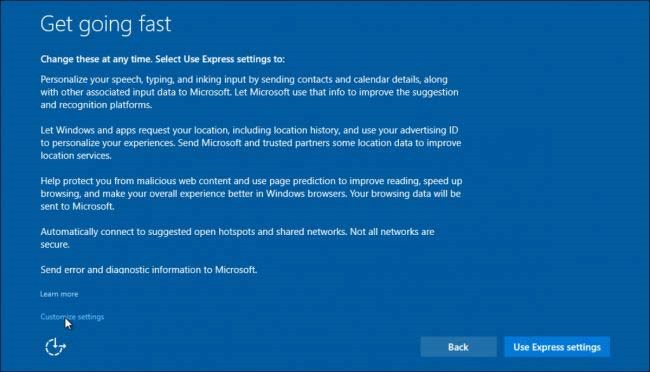 Get going fast
Change these at any time. Select Use Express settings to:
Personalize your speech, typing, and inking input by sending contacts and calendar details, along
with other associated input data to Microsoft. Let Microsoft use that info to improve the suggestion
and recognition platforms.
Let Windows and apps request your location, including location history, and use your advertising ID
to personalize your experiences. Send Microsoft and trusted partners some location data to improve
location services.
Help protect you from malicious web content and use page prediction to improve reading, speed up
browsing, and make your overall experience better in Windows browsers. Your browsing data will be
sent to Microsoft.
Automatically connect to suggested open hotspots and shared networks. Not all networks are
secure.
Send error and diagnostic information to Microsoft.
Learn more
Customize settings
Back
Use Express settings